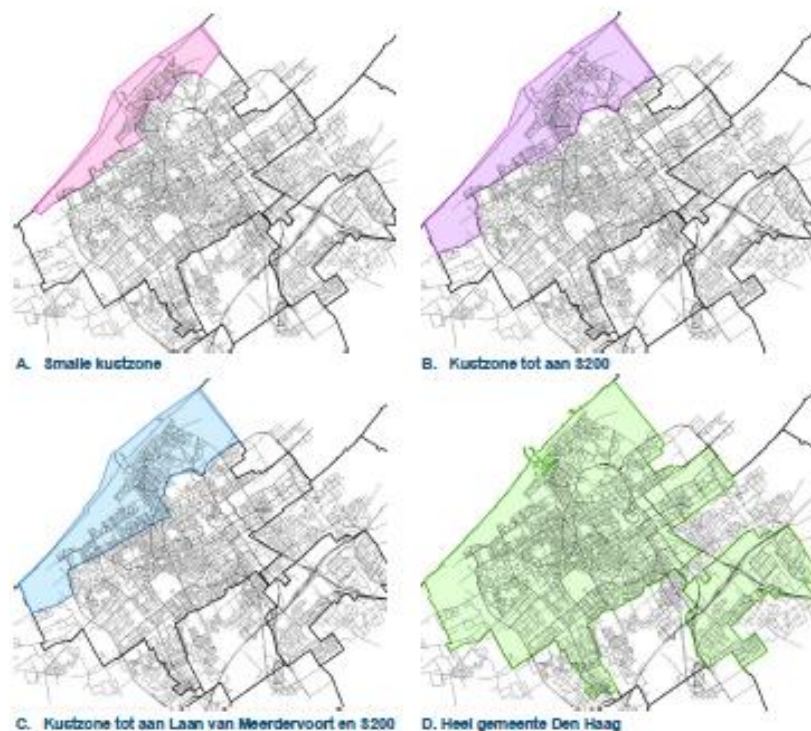 A. Smalle kustzone
B. Kustzone tot aan S200
C. Kustzone tot aan Laan van Meerdervoort en S200
D. Heel gemeente Den Haag